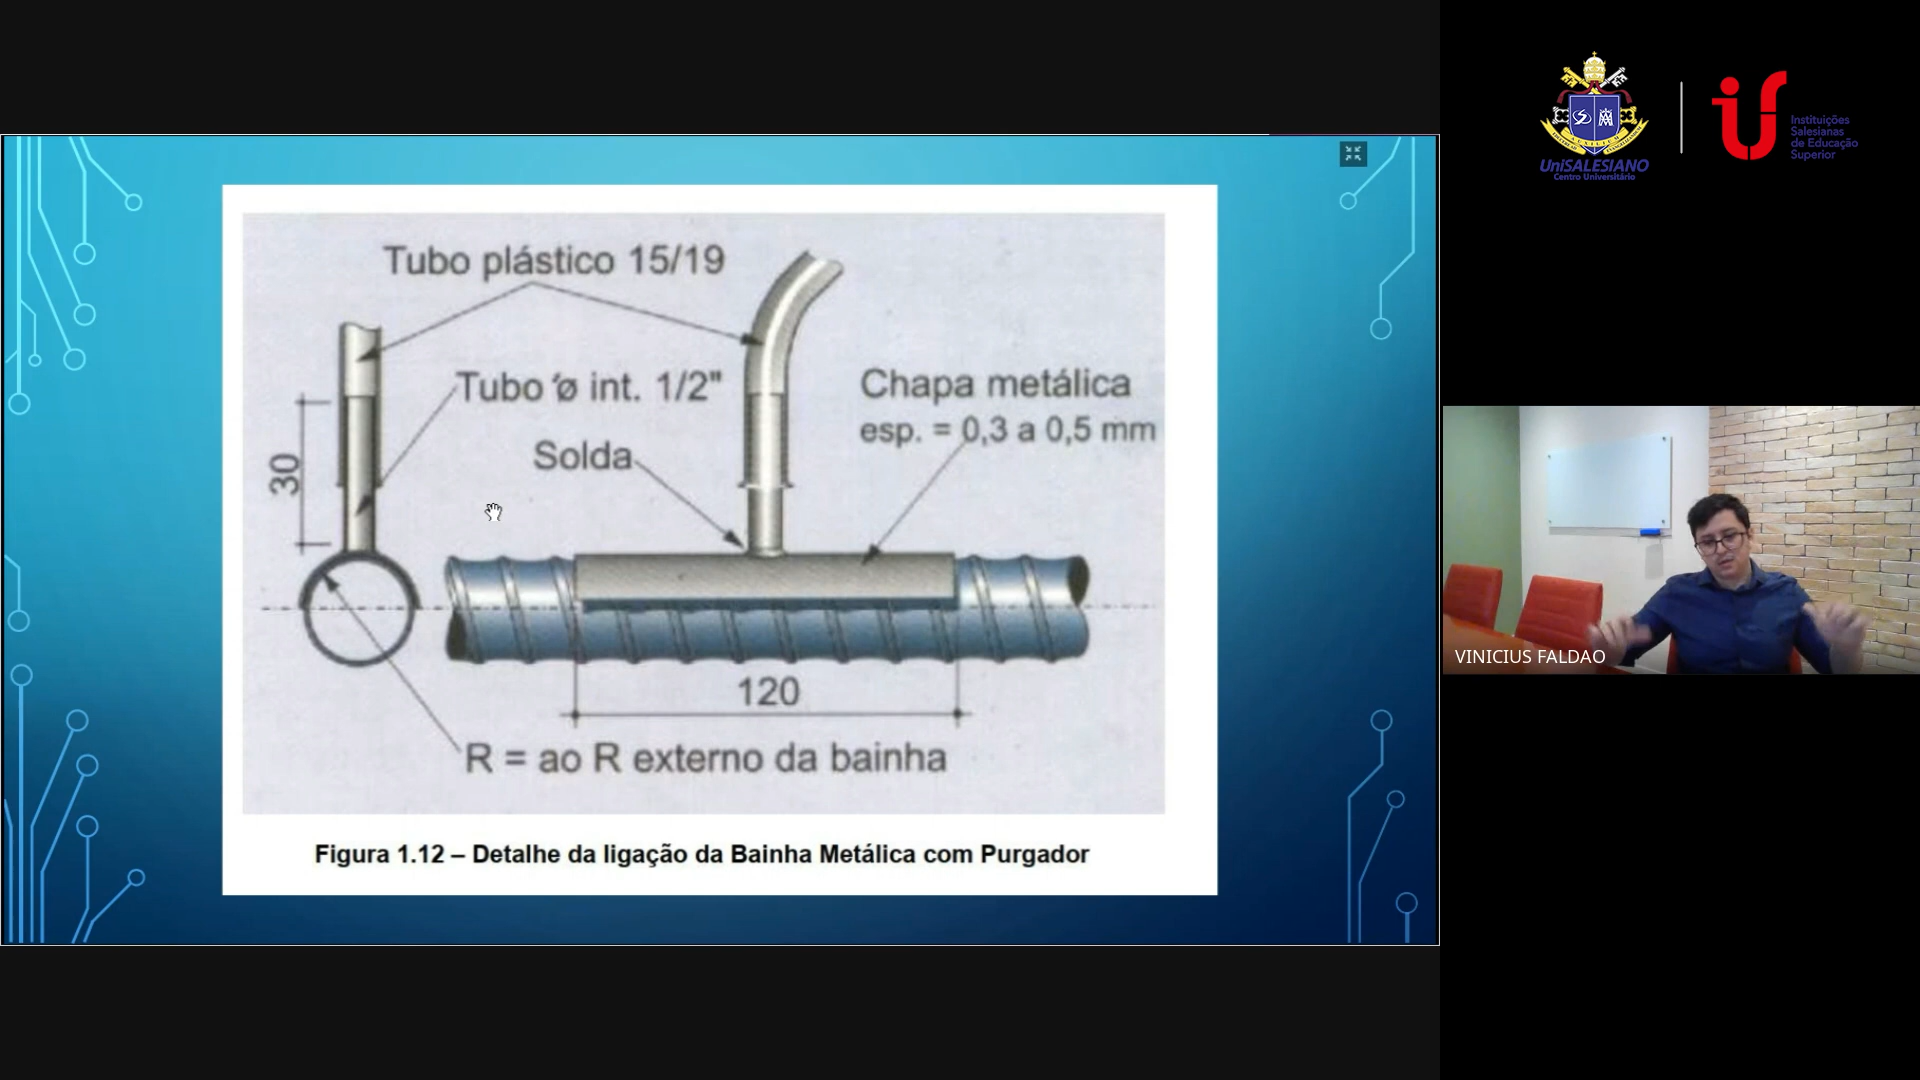 Tubo plástico 15/19
Tubo ø int. 1/2"
Chapa metálica
esp. = 0,3 a 0,5 mm
Solda
30
120
R = ao R externo da bainha
Figura 1.12 – Detalhe da ligação da Bainha Metálica com Purgador
UniSALESIANO
Centro Universitário
Instituições
Salesianas
de Educação
Superior
VINICIUS FALDAO